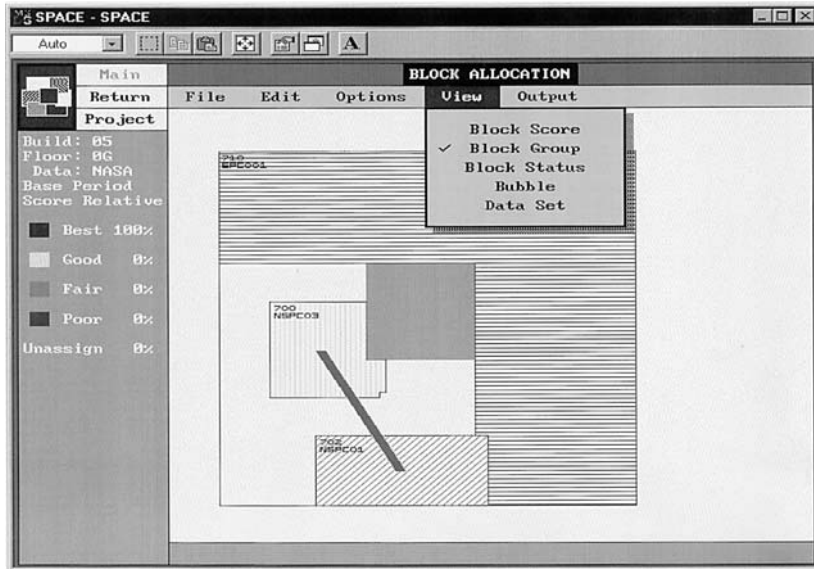 SPACE - SPACE
Auto
A
Main
BLOCK ALLOCATION
Return
File Edit Options View Output
Project
Block Score
✓ Block Group
Block Status
Bubble
Data Set
Build: 05
Floor: 0G
Data: NASA
Base Period
Score Relative
Best 100%
Good 0%
Fair 0%
Poor 0%
Unassign 0%
710
EPC001
700
NSPC03
702
NSPC01